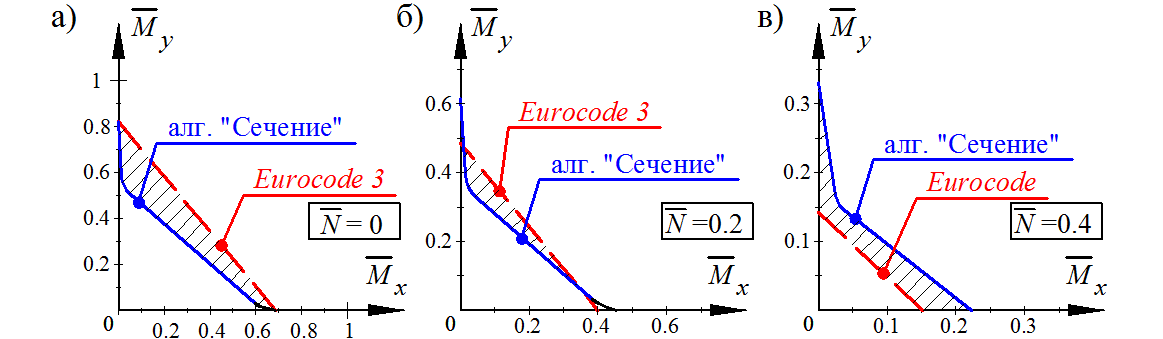 а)
M̅y
1
0.8
0.6
0.4
0.2
0
0.2
0.4
0.6
0.8
1
алг. "Сечение"
Eurocode 3
N̅ = 0
M̅x
б)
M̅y
0.6
0.4
0.2
0
0.2
0.4
0.6
Eurocode 3
алг. "Сечение"
N̅ =0.2
M̅x
в)
M̅y
0.3
0.2
0.1
0
0.1
0.2
0.3
алг. "Сечение"
Eurocode
N̅ =0.4
M̅x